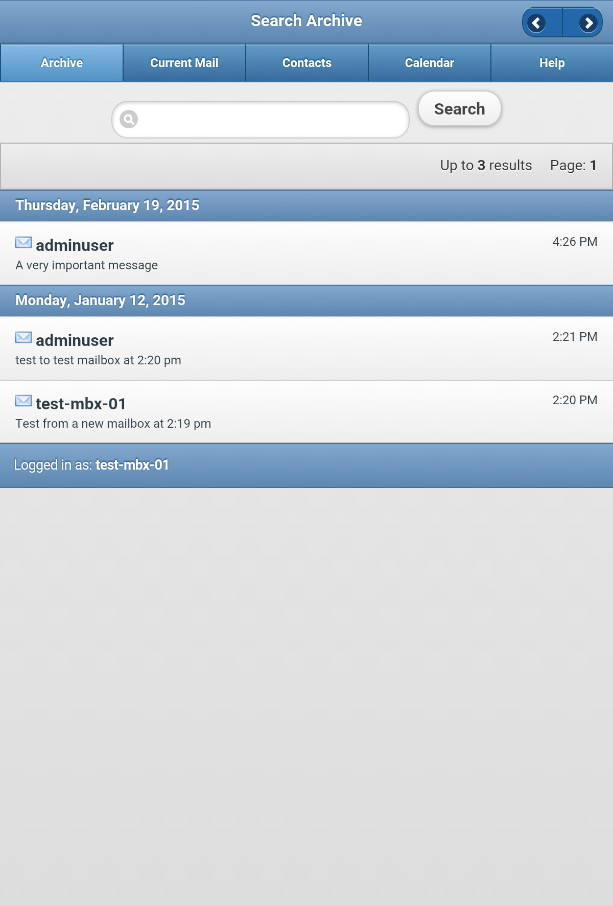 Search Archive
Archive Current Mail Contacts Calendar Help
Search
Up to 3 results Page: 1
Thursday, February 19, 2015
adminuser 4:26 PM
A very important message
Monday, January 12, 2015
adminuser 2:21 PM
test to test mailbox at 2:20 pm
test-mbx-01 2:20 PM
Test from a new mailbox at 2:19 pm
Logged in as: test-mbx-01